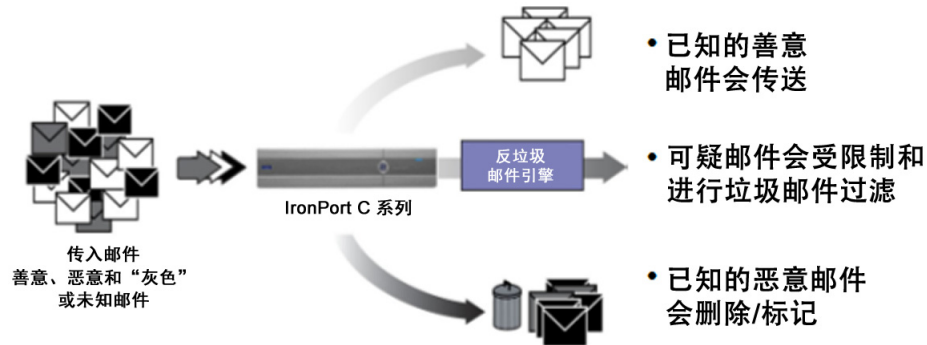 传入邮件
善意、恶意和“灰色”
或未知邮件
IronPort C 系列
反垃圾
邮件引擎
• 已知的善意
邮件会传送
• 可疑邮件会受限制和
进行垃圾邮件过滤
• 已知的恶意邮件
会删除/标记